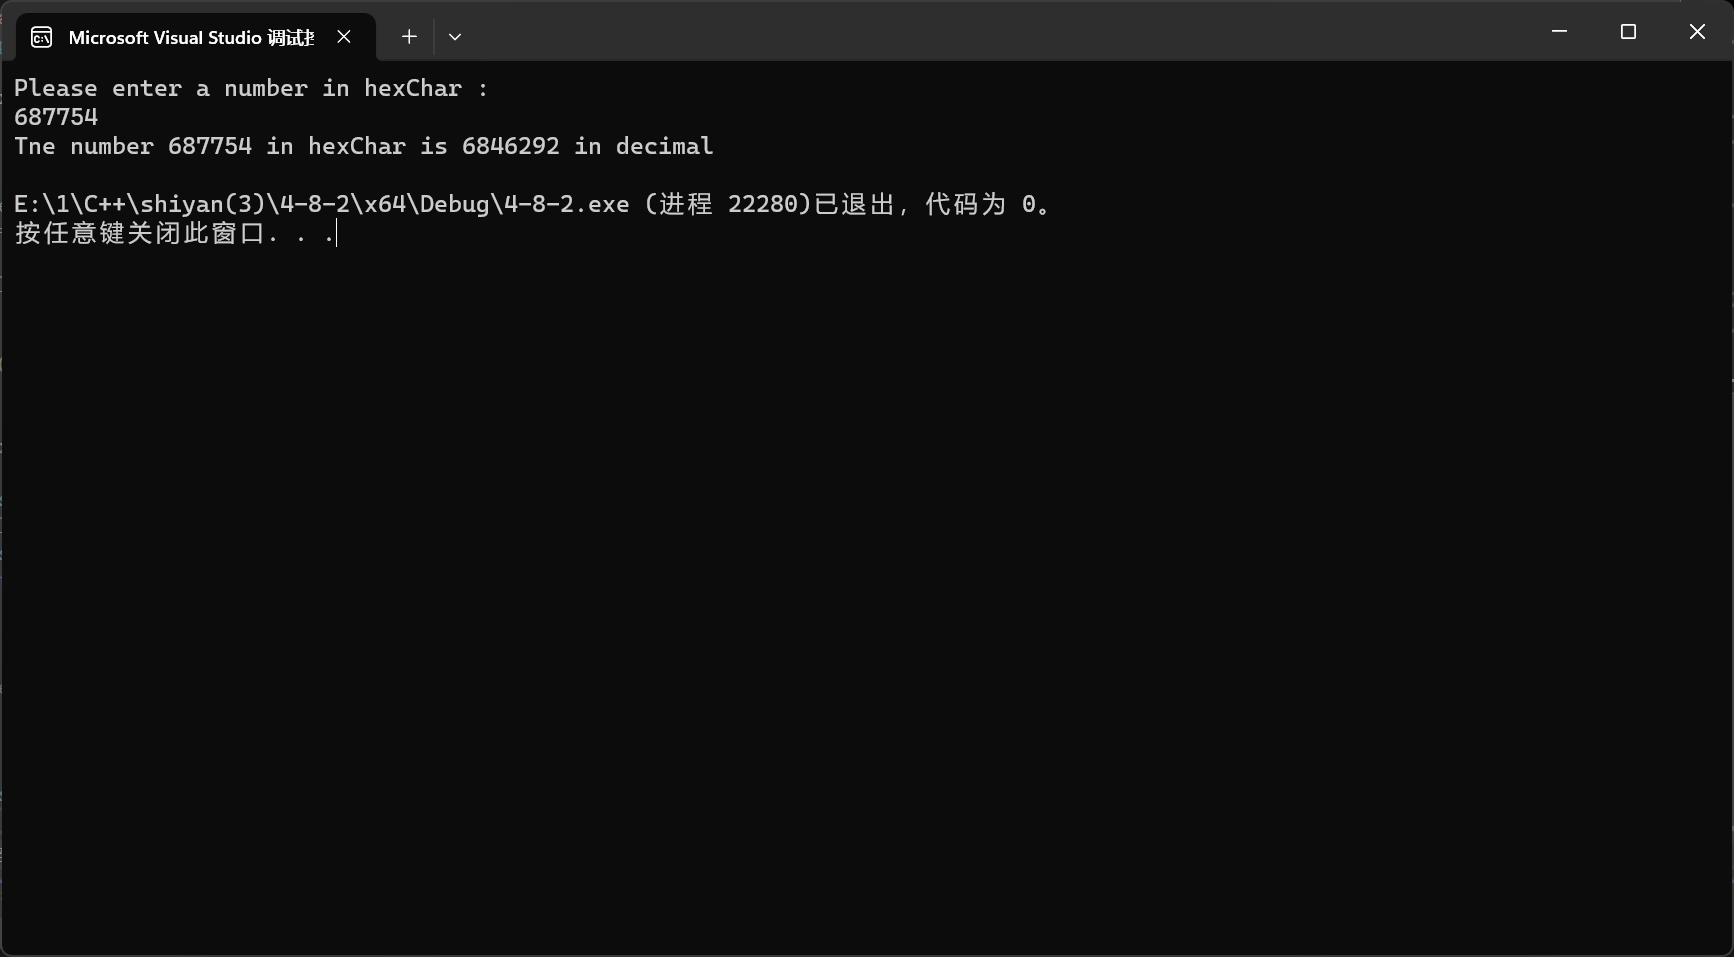 Microsoft Visual Studio 调试
Please enter a number in hexChar :
687754
Tne number 687754 in hexChar is 6846292 in decimal
E:\1\C++\shiyan(3)\4-8-2\x64\Debug\4-8-2.exe (进程 22280)已退出，代码为 0。
按任意键关闭此窗口. . .